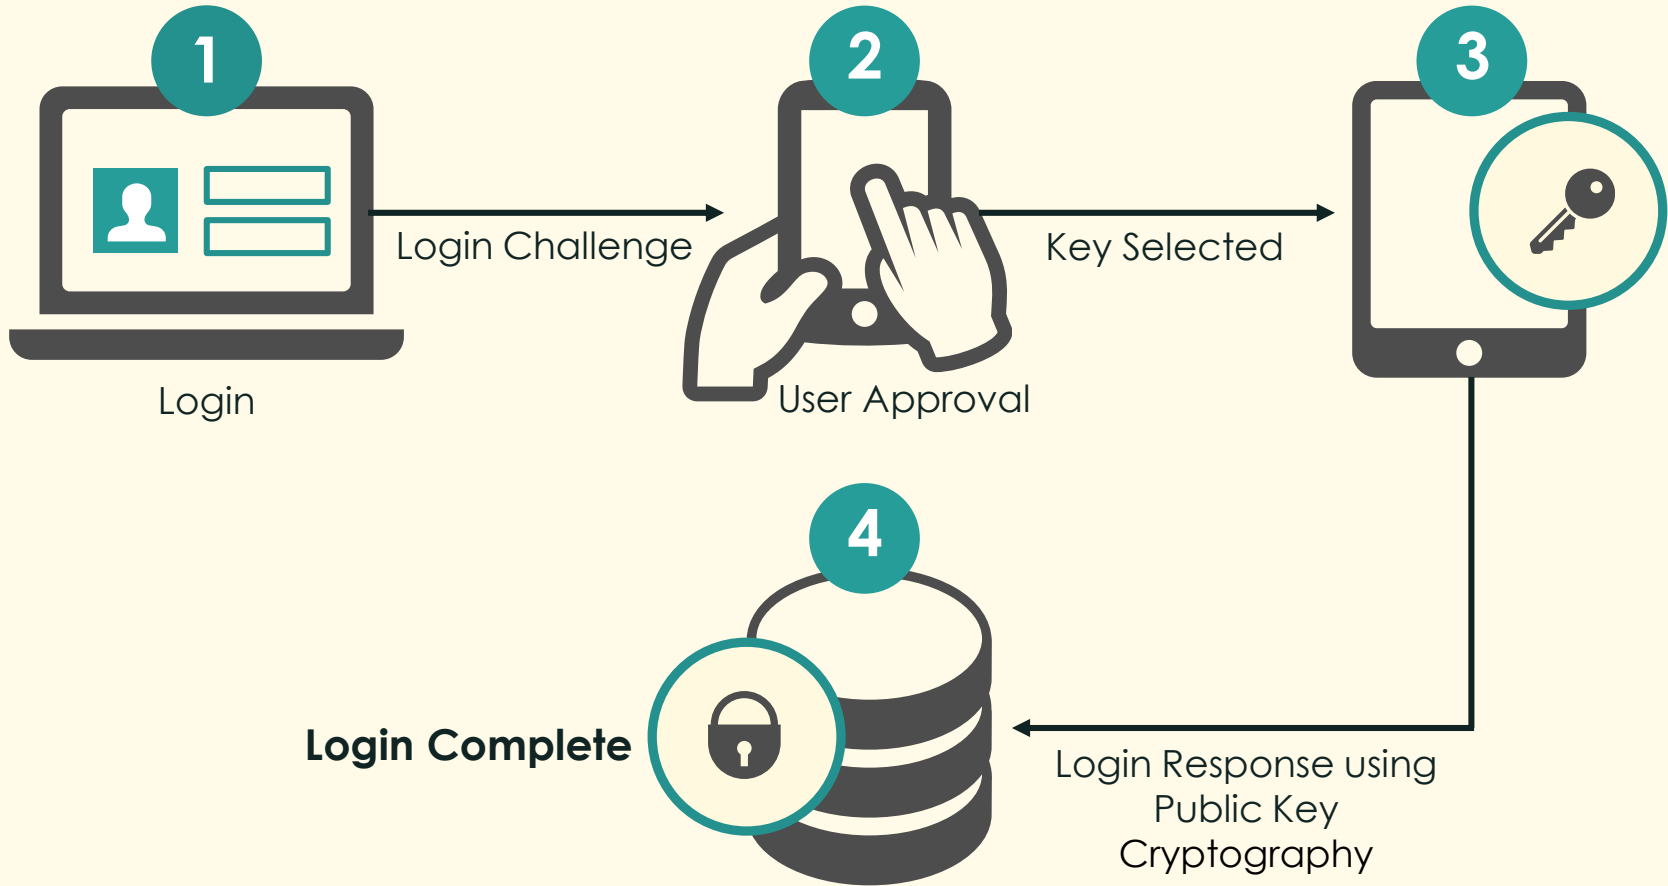 1
2
3
Login Challenge
Key Selected
Login
User Approval
4
Login Complete
Login Response using
Public Key
Cryptography